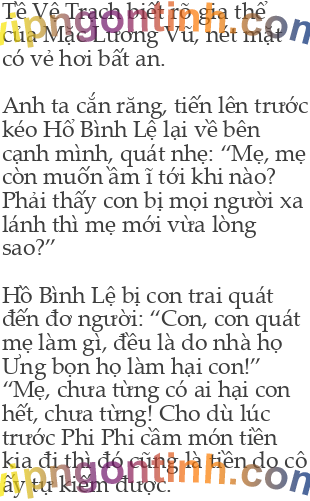 Tề Vệ Trạch biết rõ gia thế
của Mặc Lương Vũ, nét mặt
có vẻ hơi bất an.
Anh ta cắn răng, tiến lên trước
kéo Hổ Bình Lệ lại về bên
cạnh mình, quát nhẹ: “Mẹ, mẹ
còn muốn ầm ĩ tới khi nào?
Phải thấy con bị mọi người xa
lánh thì mẹ mới vừa lòng
sao?”
Hồ Bình Lệ bị con trai quát
đến đơ người: “Con, con quát
mẹ làm gì, đều là do nhà họ
Ưng bọn họ làm hại con!”
“Mẹ, chưa từng có ai hại con
hết, chưa từng! Cho dù lúc
trước Phi Phi cầm món tiền
kia đi thì đó cũng là tiền do cô
ấy tự kiếm được.
vipngontinh.com
vipngontinh.com